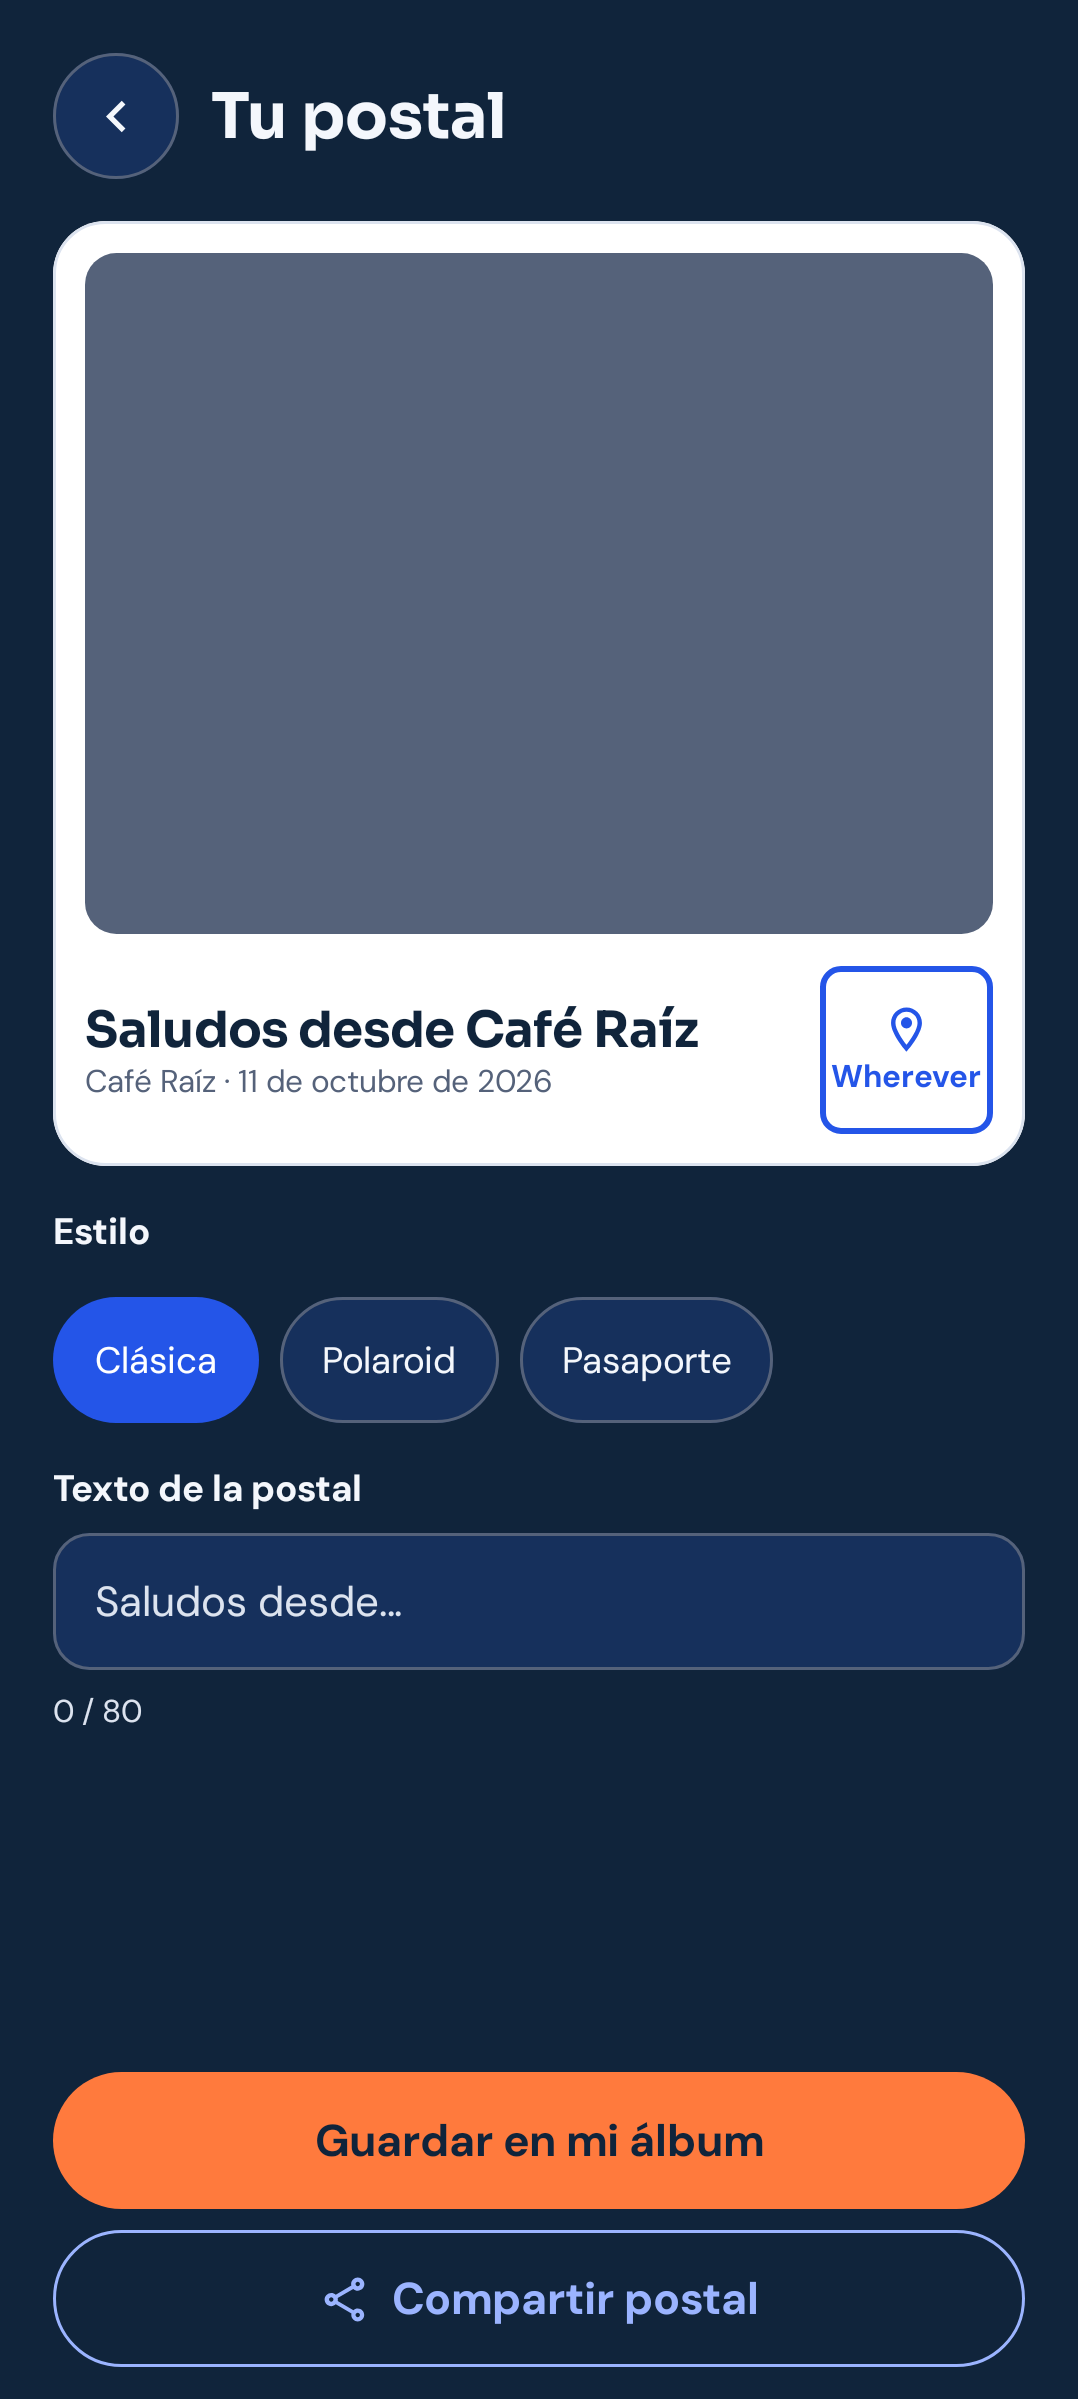 Tu postal
Saludos desde Café Raíz
Café Raíz · 11 de octubre de 2026
Wherever
Estilo
Clásica
Polaroid
Pasaporte
Texto de la postal
Saludos desde...
0 / 80
Guardar en mi álbum
Compartir postal